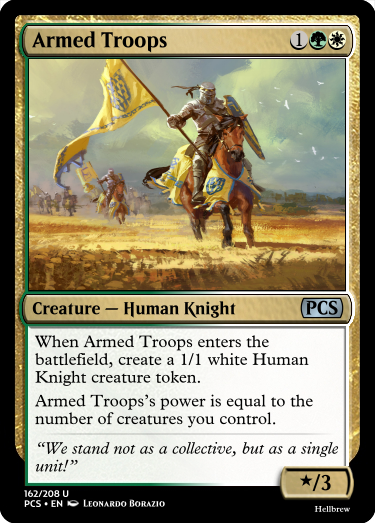 Armed Troops 1
Creature — Human Knight PCS
When Armed Troops enters the
battlefield, create a 1/1 white Human
Knight creature token.
Armed Troops's power is equal to the
number of creatures you control.
“We stand not as a collective, but as a single
unit!”
★/3
162/208 U
PCS • EN Leonardo Borazio
Hellbrew